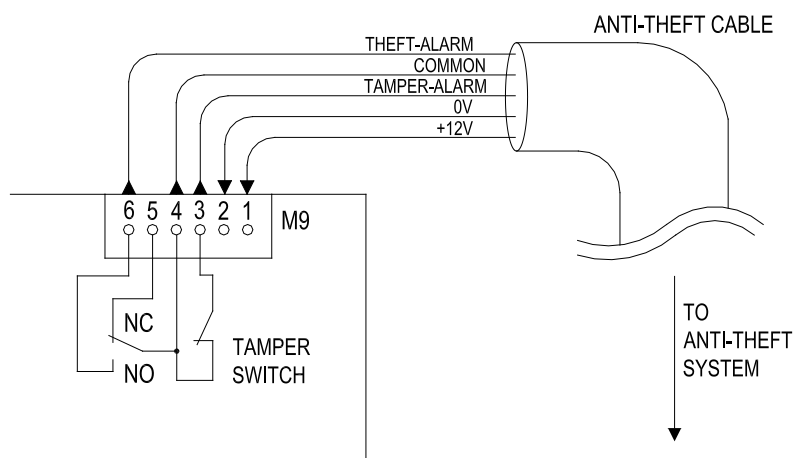 ANTI-THEFT CABLE
THEFT-ALARM
COMMON
TAMPER-ALARM
0V
+12V
6 5 4 3 2 1
M9
NC
NO
TAMPER
SWITCH
TO
ANTI-THEFT
SYSTEM